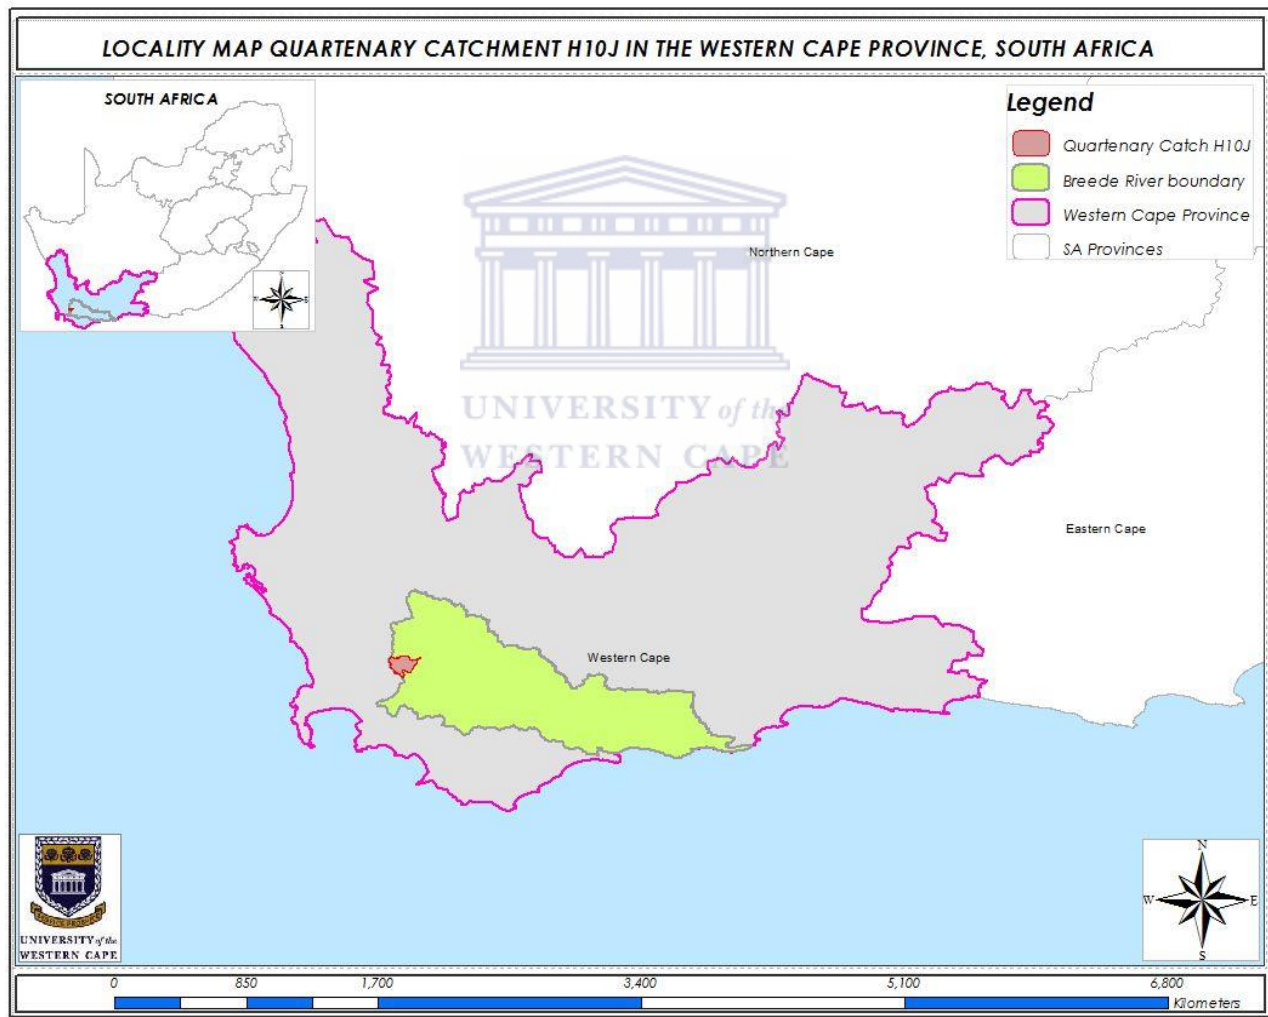 LOCALITY MAP QUARTENARY CATCHMENT H10J IN THE WESTERN CAPE PROVINCE, SOUTH AFRICA
SOUTH AFRICA
N
S
Legend
Quartenary Catch H10J
Breede River boundary
Western Cape Province
SA Provinces
Northern Cape
UNIVERSITY of the
WESTERN CAPE
Eastern Cape
Western Cape
UNIVERSITY of the
WESTERN CAPE
N
W
E
S
0 850 1,700 3,400 5,100 6,800
Kilometers